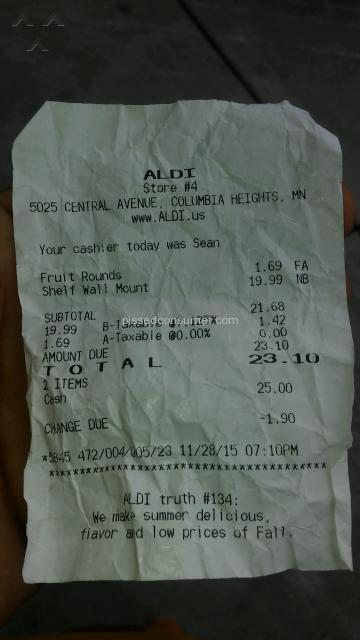 ALDI
Store #4
5025 CENTRAL AVENUE, COLUMBIA HEIGHTS, MN
www.ALDI.us
Your cashier today was Sean
Fruit Rounds 1.69 FA
Shelf Wall Mount 19.99 NB
SUBTOTAL 21.68
19.99 B-Taxable @7.125% 1.42
1.69 A-Taxable @0.00% 0.00
AMOUNT DUE 23.10
TOTAL 23.10
2 ITEMS
Cash 25.00
CHANGE DUE -1.90
*5845 472/004/005/23 11/28/15 07:10PM
ALDI truth #134:
We make summer delicious,
flavor and low prices of Fall.
pissedconsumer.com